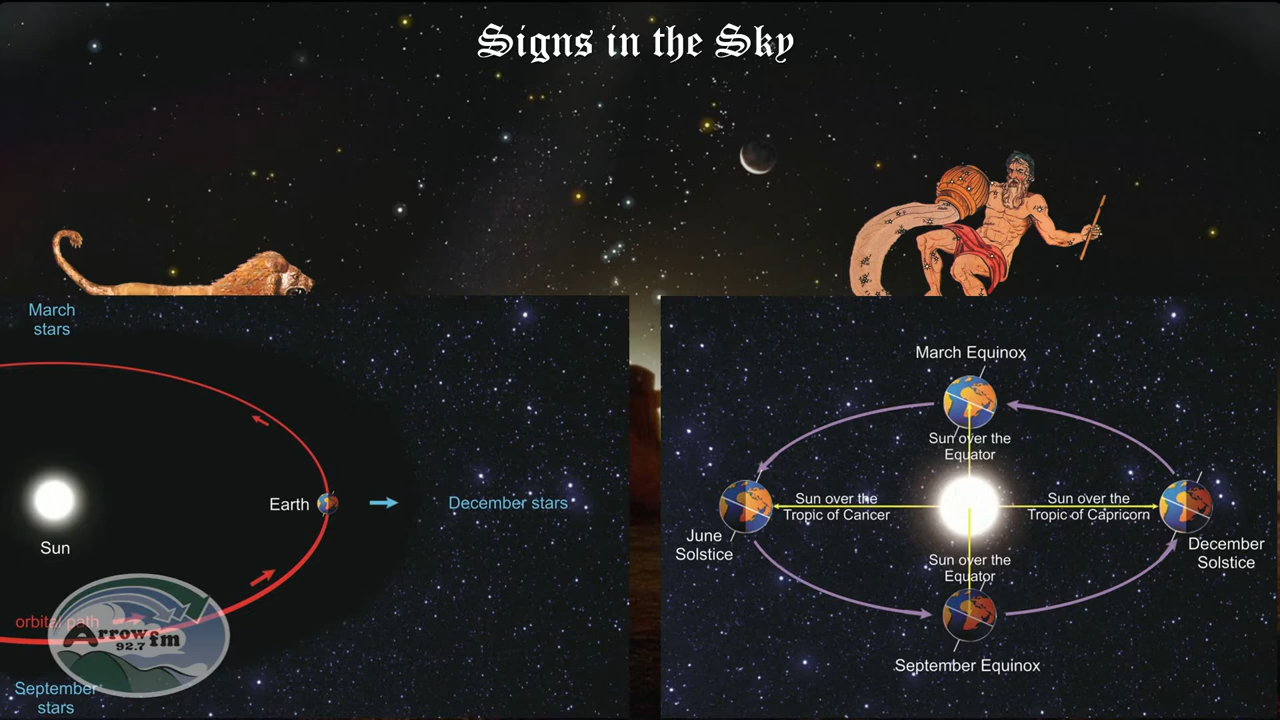 Signs in the Sky
March
stars
Earth
December stars
Sun
orbital path
Arrow fm
92.7
September
stars
March Equinox
Sun over the
Equator
Sun over the
Tropic of Cancer
Sun over the
Tropic of Capricorn
June
Solstice
December
Solstice
Sun over the
Equator
September Equinox